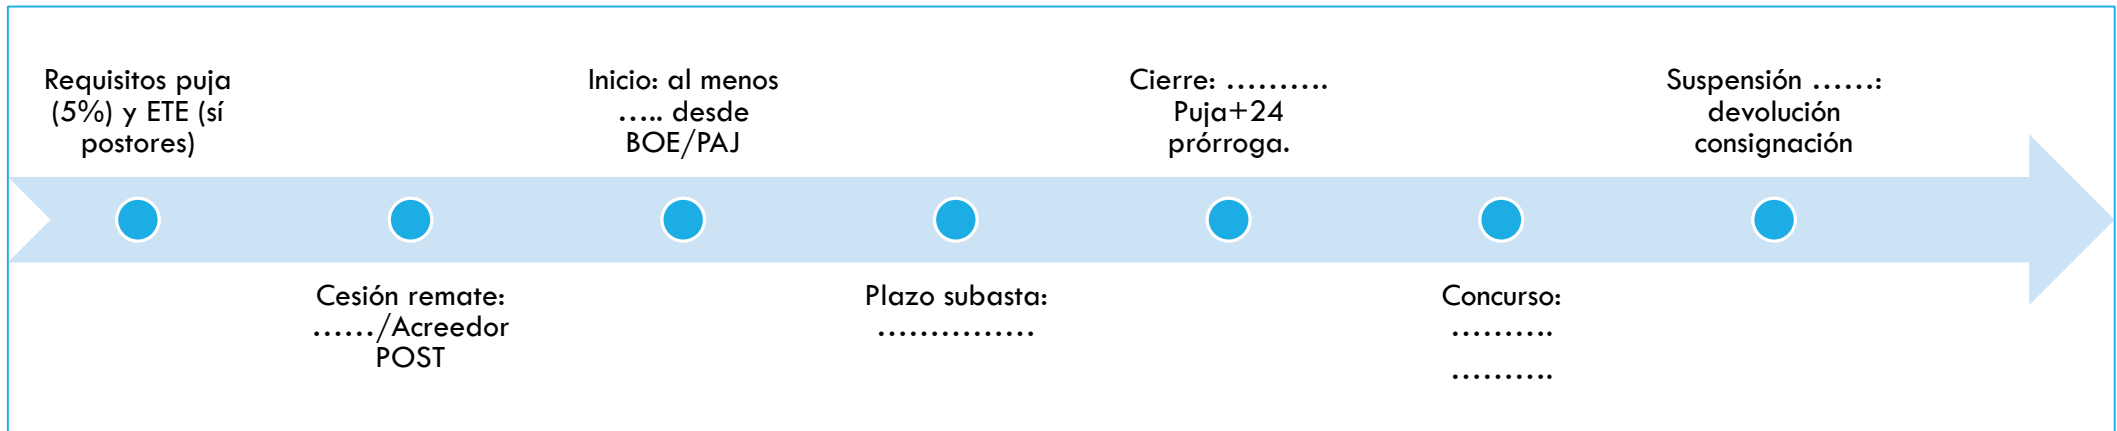 Requisitos puja
(5%) y ETE (sí
postores)
Cesión remate:
....../Acreedor
POST
Inicio: al menos
..... desde
BOE/PAJ
Plazo subasta:
...............
Cierre: ..........
Puja+24
prórroga.
Concurso:
..........
..........
Suspensión ......:
devolución
consignación